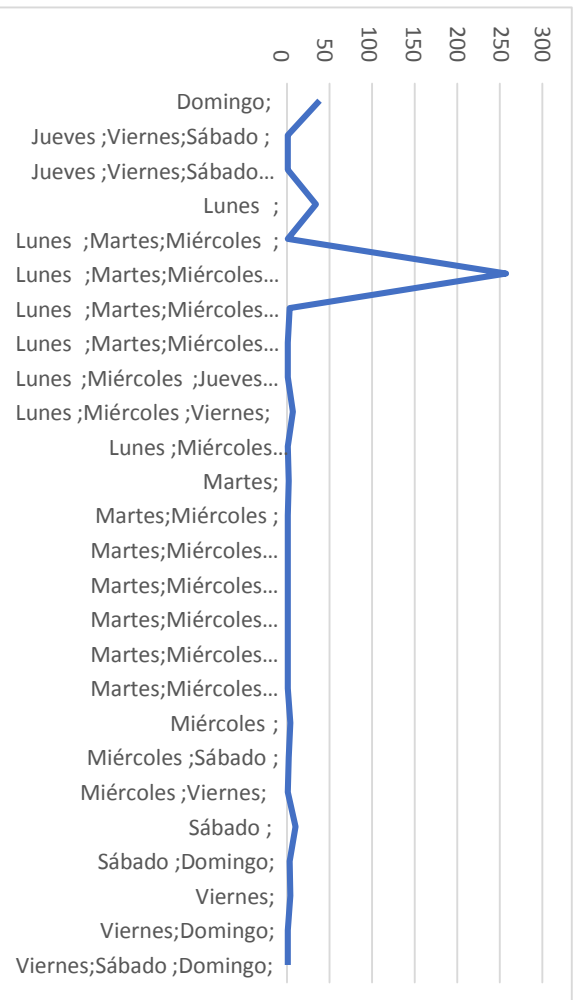 0
50
100
150
200
250
300
Domingo;
Jueves ;Viernes;Sábado ;
Jueves ;Viernes;Sábado...
Lunes  ;
Lunes  ;Martes;Miércoles  ;
Lunes  ;Martes;Miércoles...
Lunes  ;Martes;Miércoles...
Lunes  ;Martes;Miércoles...
Lunes  ;Miércoles  ;Jueves...
Lunes ;Miércoles ;Viernes;
Lunes ;Miércoles...
Martes;
Martes;Miércoles ;
Martes;Miércoles...
Martes;Miércoles...
Martes;Miércoles...
Martes;Miércoles...
Martes;Miércoles...
Miércoles ;
Miércoles ;Sábado ;
Miércoles ;Viernes;
Sábado ;
Sábado ;Domingo;
Viernes;
Viernes;Domingo;
Viernes;Sábado ;Domingo;